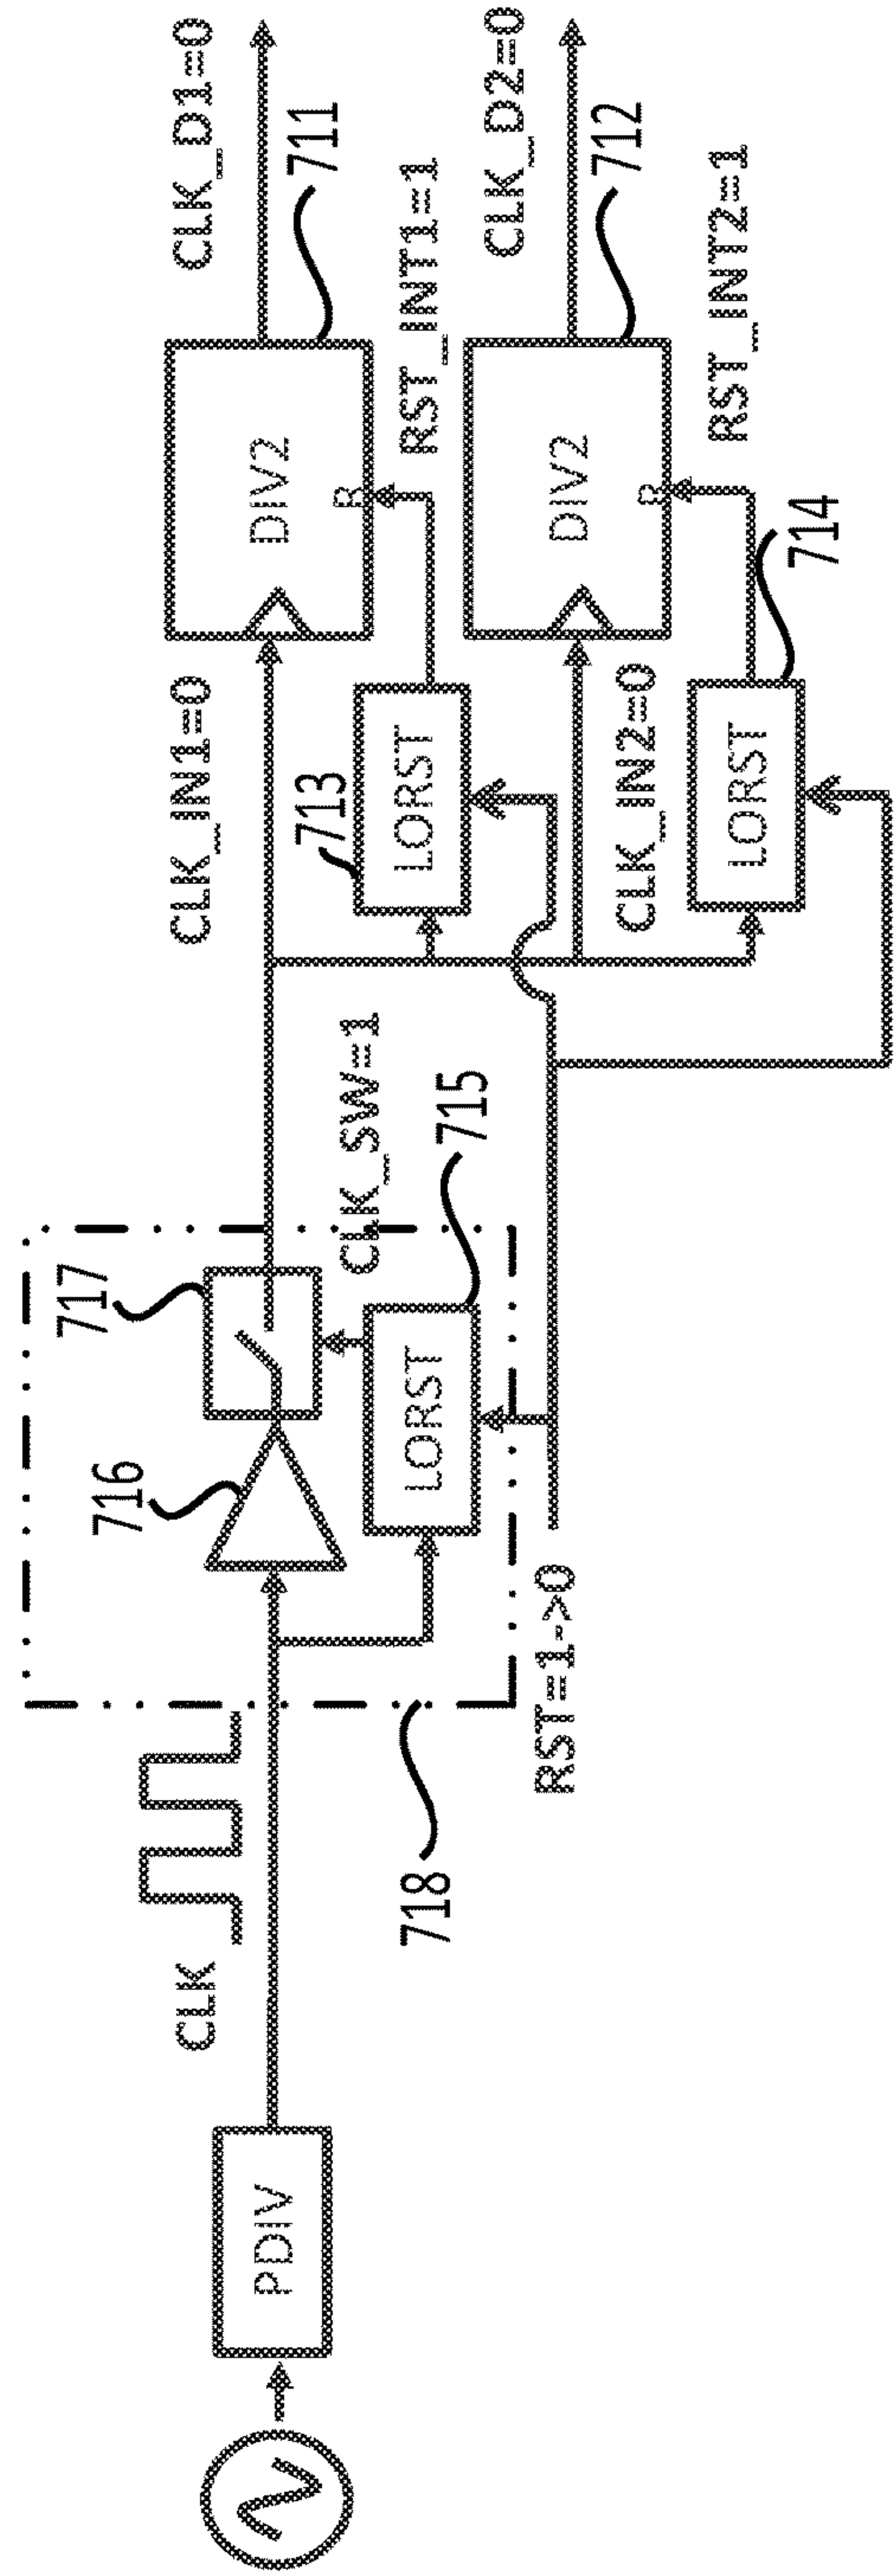 PDIV
CLK
718
716
717
LORST
715
CLK_SW=1
RST=1->0
CLK_IN1=0
713
LORST
DIV2
R
711
CLK_D1=0
RST_INT1=1
CLK_IN2=0
LORST
714
DIV2
R
712
CLK_D2=0
RST_INT2=1